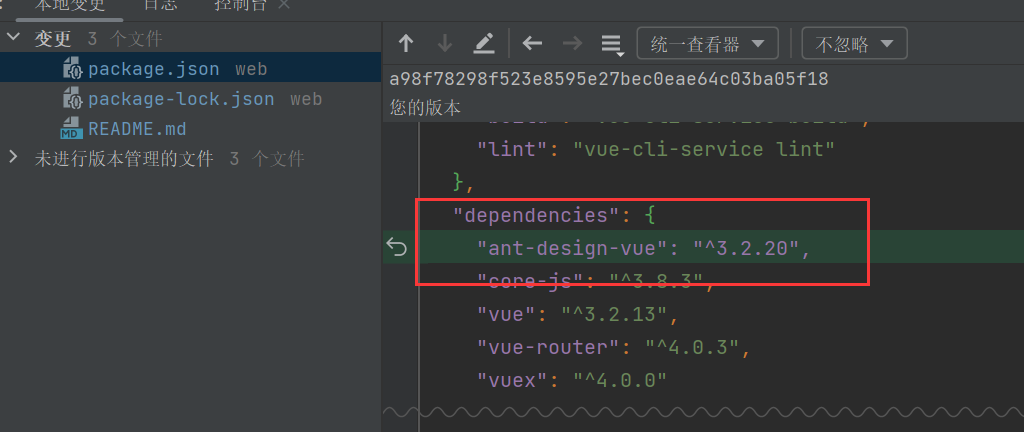 本地变更 日志 控制台
变更 3 个文件
package.json web
package-lock.json web
README.md
未进行版本管理的文件 3 个文件
统一查看器 不忽略
a98f78298f523e8595e27bec0eae64c03ba05f18
您的版本
"lint": "vue-cli-service lint"
},
"dependencies": {
"ant-design-vue": "^3.2.20",
"core-js": "^3.8.3",
"vue": "^3.2.13",
"vue-router": "^4.0.3",
"vuex": "^4.0.0"